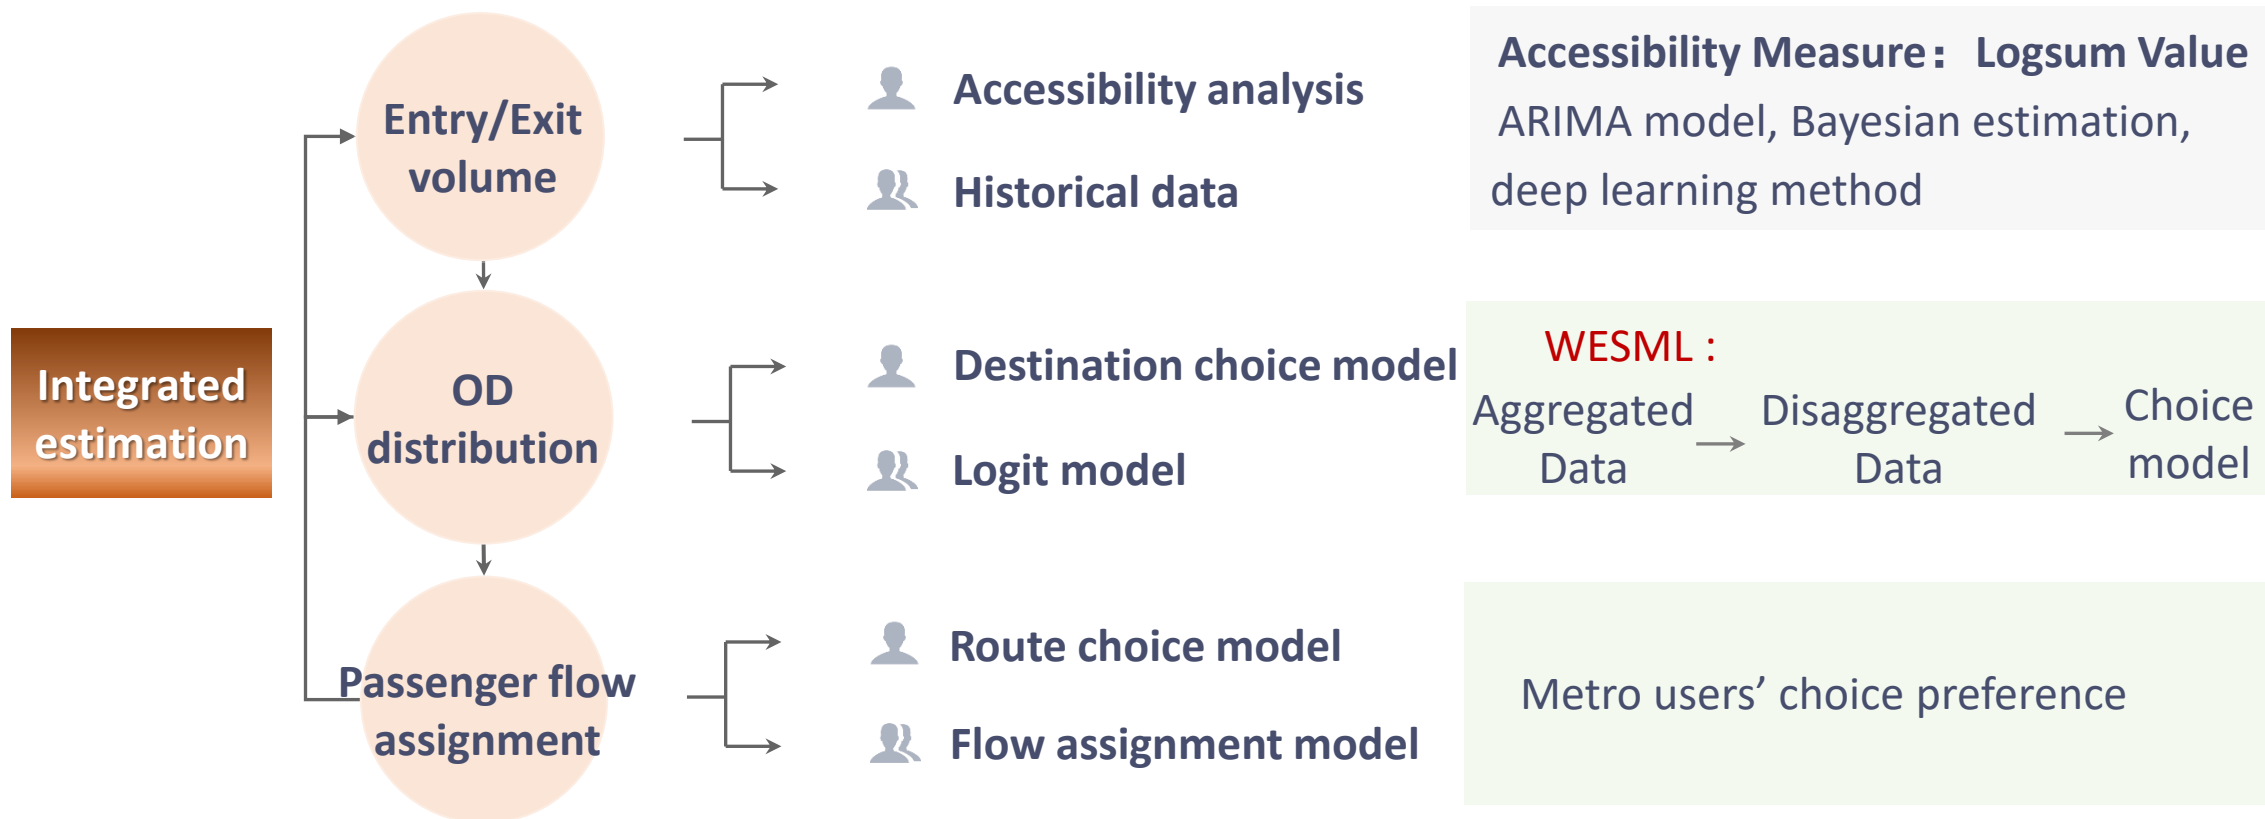 Integrated
estimation
Entry/Exit
volume
Accessibility analysis
Historical data
Accessibility Measure： Logsum Value
ARIMA model, Bayesian estimation,
deep learning method
OD
distribution
Destination choice model
Logit model
WESML :
Aggregated
Data
Disaggregated
Data
Choice
model
Passenger flow
assignment
Route choice model
Flow assignment model
Metro users’ choice preference